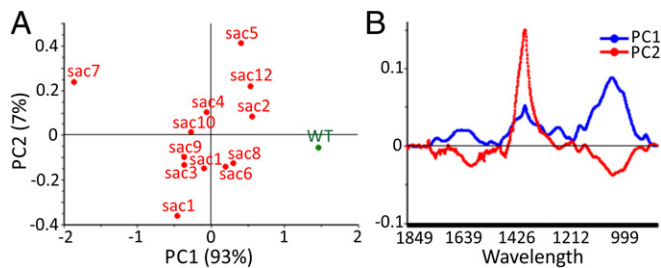 A
0.4
0.2
0
-0.2
-0.4
PC2 (7%)
-2
-1
0
1
2
PC1 (93%)
sac5
sac7
sac12
sac4
sac2
sac10
WT
sac9
sac1
sac8
sac3
sac6
sac1
B
PC1
PC2
0.1
0
-0.1
1849
1639
1426
1212
999
Wavelength